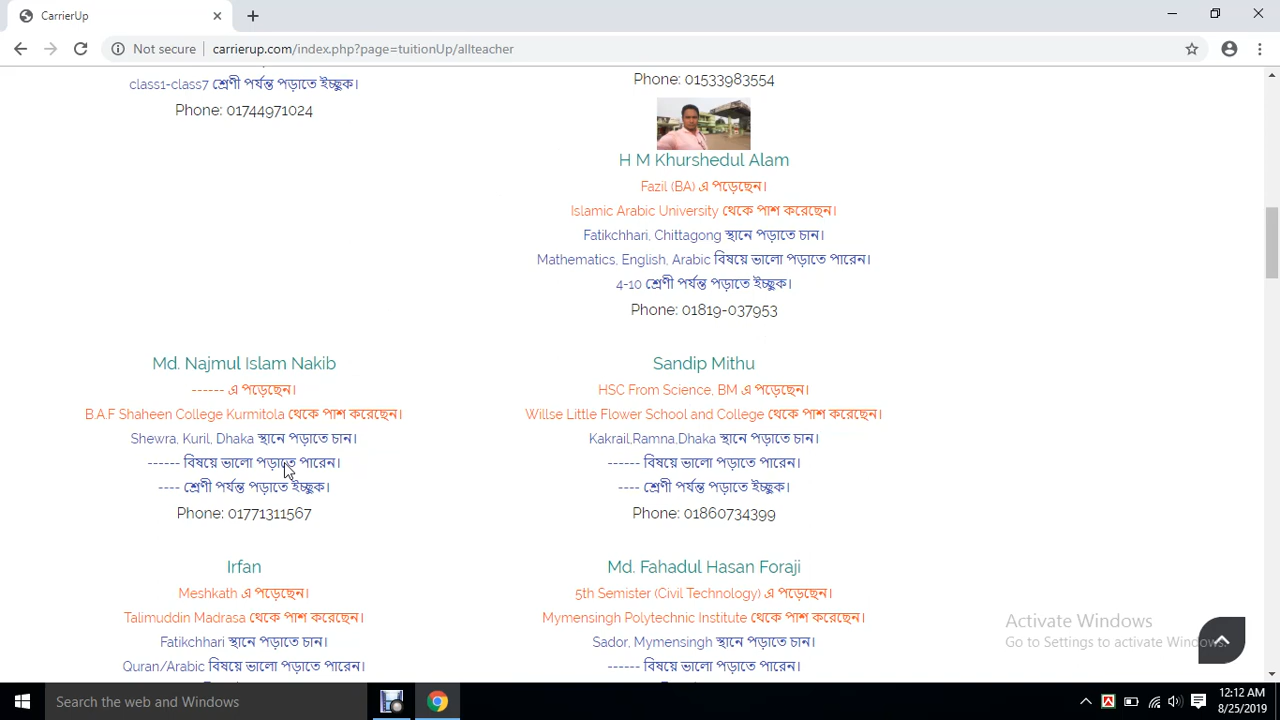 CarrierUp
Not secure
carrierup.com/index.php?page=tuitionUp/allteacher
class1-class7 শ্রেণী পর্যন্ত পড়াতে ইচ্ছুক।
Phone: 01744971024
Phone: 01533983554
H M Khurshedul Alam
Fazil (BA) এ পড়েছেন।
Islamic Arabic University থেকে পাশ করেছেন।
Fatikchhari, Chittagong স্থানে পড়াতে চান।
Mathematics, English, Arabic বিষয়ে ভালো পড়াতে পারেন।
4-10 শ্রেণী পর্যন্ত পড়াতে ইচ্ছুক।
Phone: 01819-037953
Md. Najmul Islam Nakib
------ এ পড়েছেন।
B.A.F Shaheen College Kurmitola থেকে পাশ করেছেন।
Shewra, Kuril, Dhaka স্থানে পড়াতে চান।
------ বিষয়ে ভালো পড়াতে পারেন।
---- শ্রেণী পর্যন্ত পড়াতে ইচ্ছুক।
Phone: 01771311567
Sandip Mithu
HSC From Science, BM এ পড়েছেন।
Willse Little Flower School and College থেকে পাশ করেছেন।
Kakrail,Ramna,Dhaka স্থানে পড়াতে চান।
------ বিষয়ে ভালো পড়াতে পারেন।
---- শ্রেণী পর্যন্ত পড়াতে ইচ্ছুক।
Phone: 01860734399
Irfan
Meshkath এ পড়েছেন।
Talimuddin Madrasa থেকে পাশ করেছেন।
Fatikchhari স্থানে পড়াতে চান।
Quran/Arabic বিষয়ে ভালো পড়াতে পারেন।
Md. Fahadul Hasan Foraji
5th Semister (Civil Technology) এ পড়েছেন।
Mymensingh Polytechnic Institute থেকে পাশ করেছেন।
Sador, Mymensingh স্থানে পড়াতে চান।
------ বিষয়ে ভালো পড়াতে পারেন।
Activate Windows
Go to Settings to activate Windows.
Search the web and Windows
12:12 AM
8/25/2019